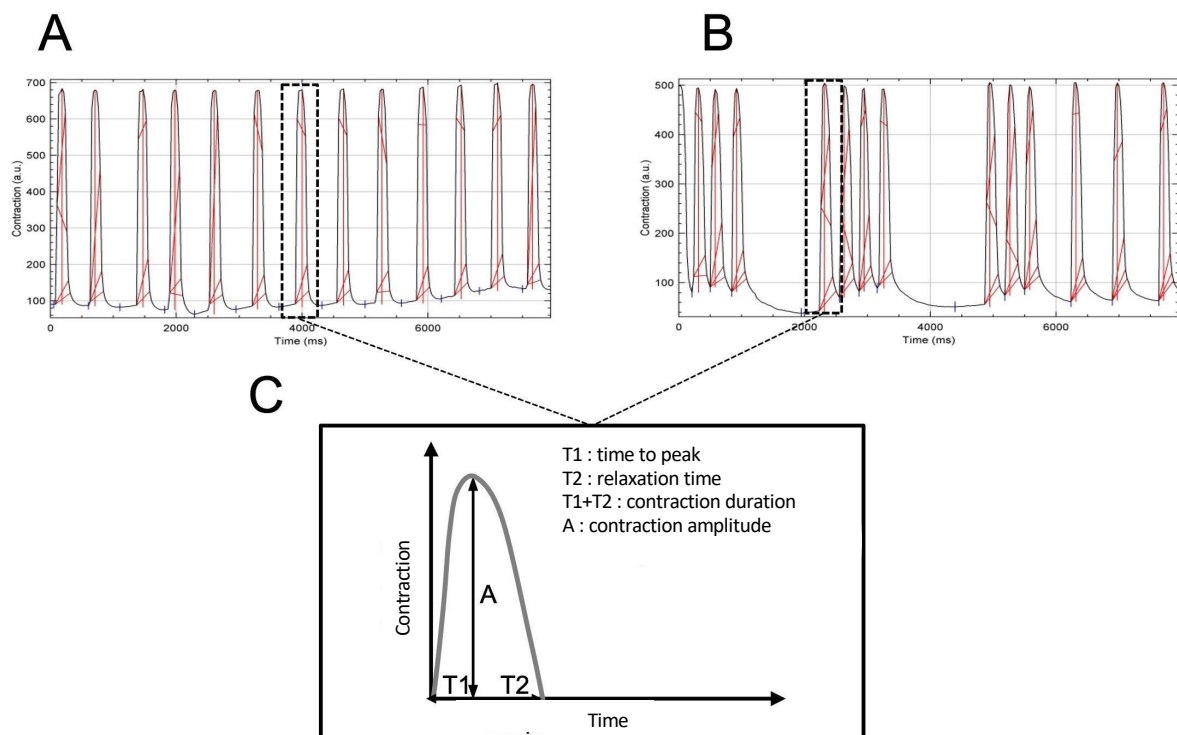 A
B
700
600
500
400
300
200
100
Contraction (a.u.)
0
2000
4000
6000
Time (ms)
500
400
300
200
100
Contraction (a.u.)
0
2000
4000
6000
Time (ms)
C
T1 : time to peak
T2 : relaxation time
T1+T2 : contraction duration
A : contraction amplitude
Contraction
A
T1
T2
Time